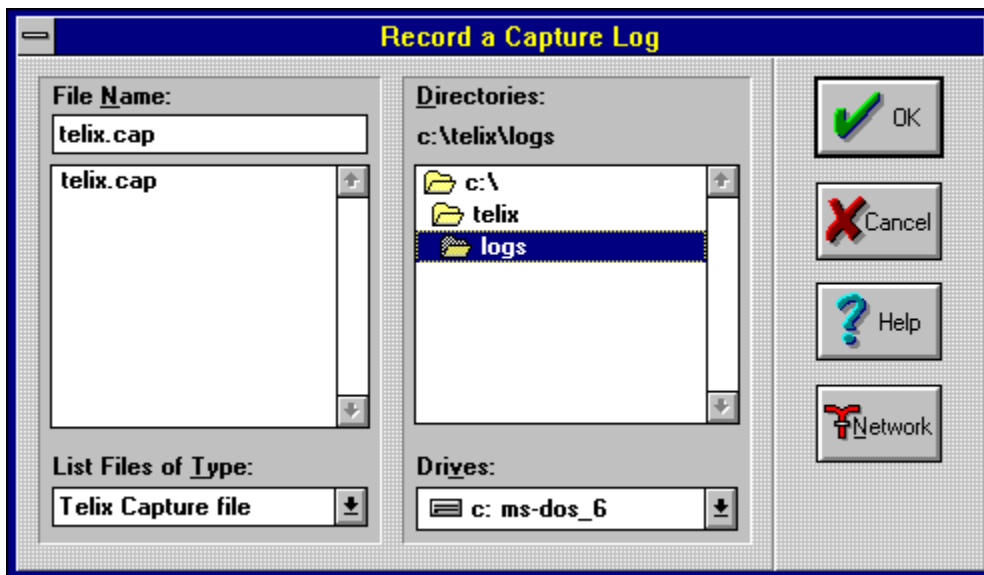 Record a Capture Log
File Name:
telix.cap
telix.cap
List Files of Type:
Telix Capture file
Directories:
c:\telix\logs
c:\
telix
logs
Drives:
c: ms-dos_6
OK
Cancel
Help
Network